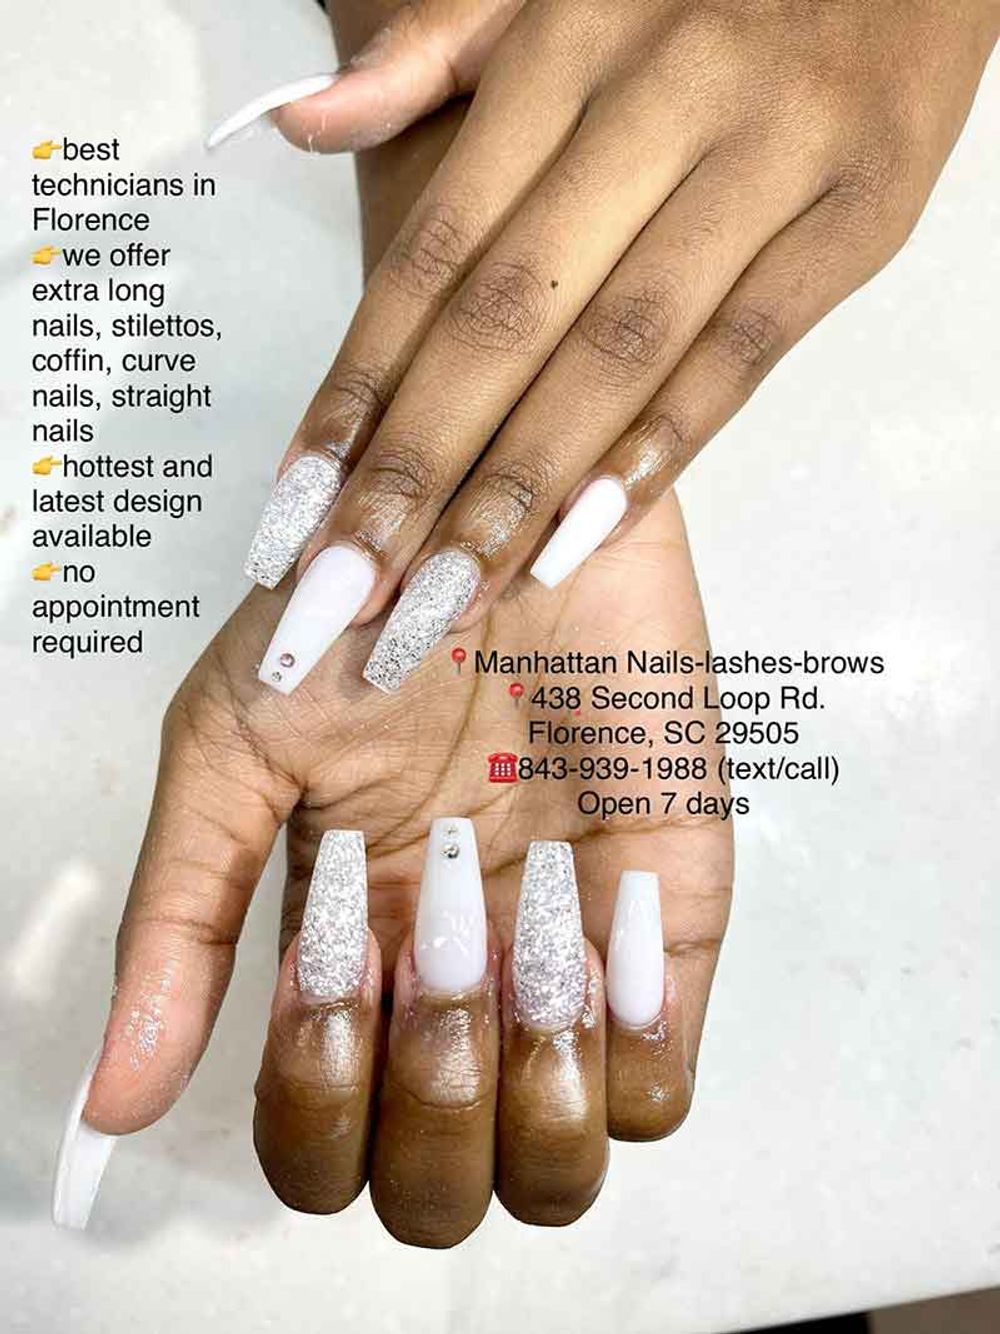 👉best
technicians in
Florence
👉we offer
extra long
nails, stilettos,
coffin, curve
nails, straight
nails
👉hottest and
latest design
available
👉no
appointment
required
📍Manhattan Nails-lashes-brows
📍438 Second Loop Rd.
Florence, SC 29505
☎️843-939-1988 (text/call)
Open 7 days